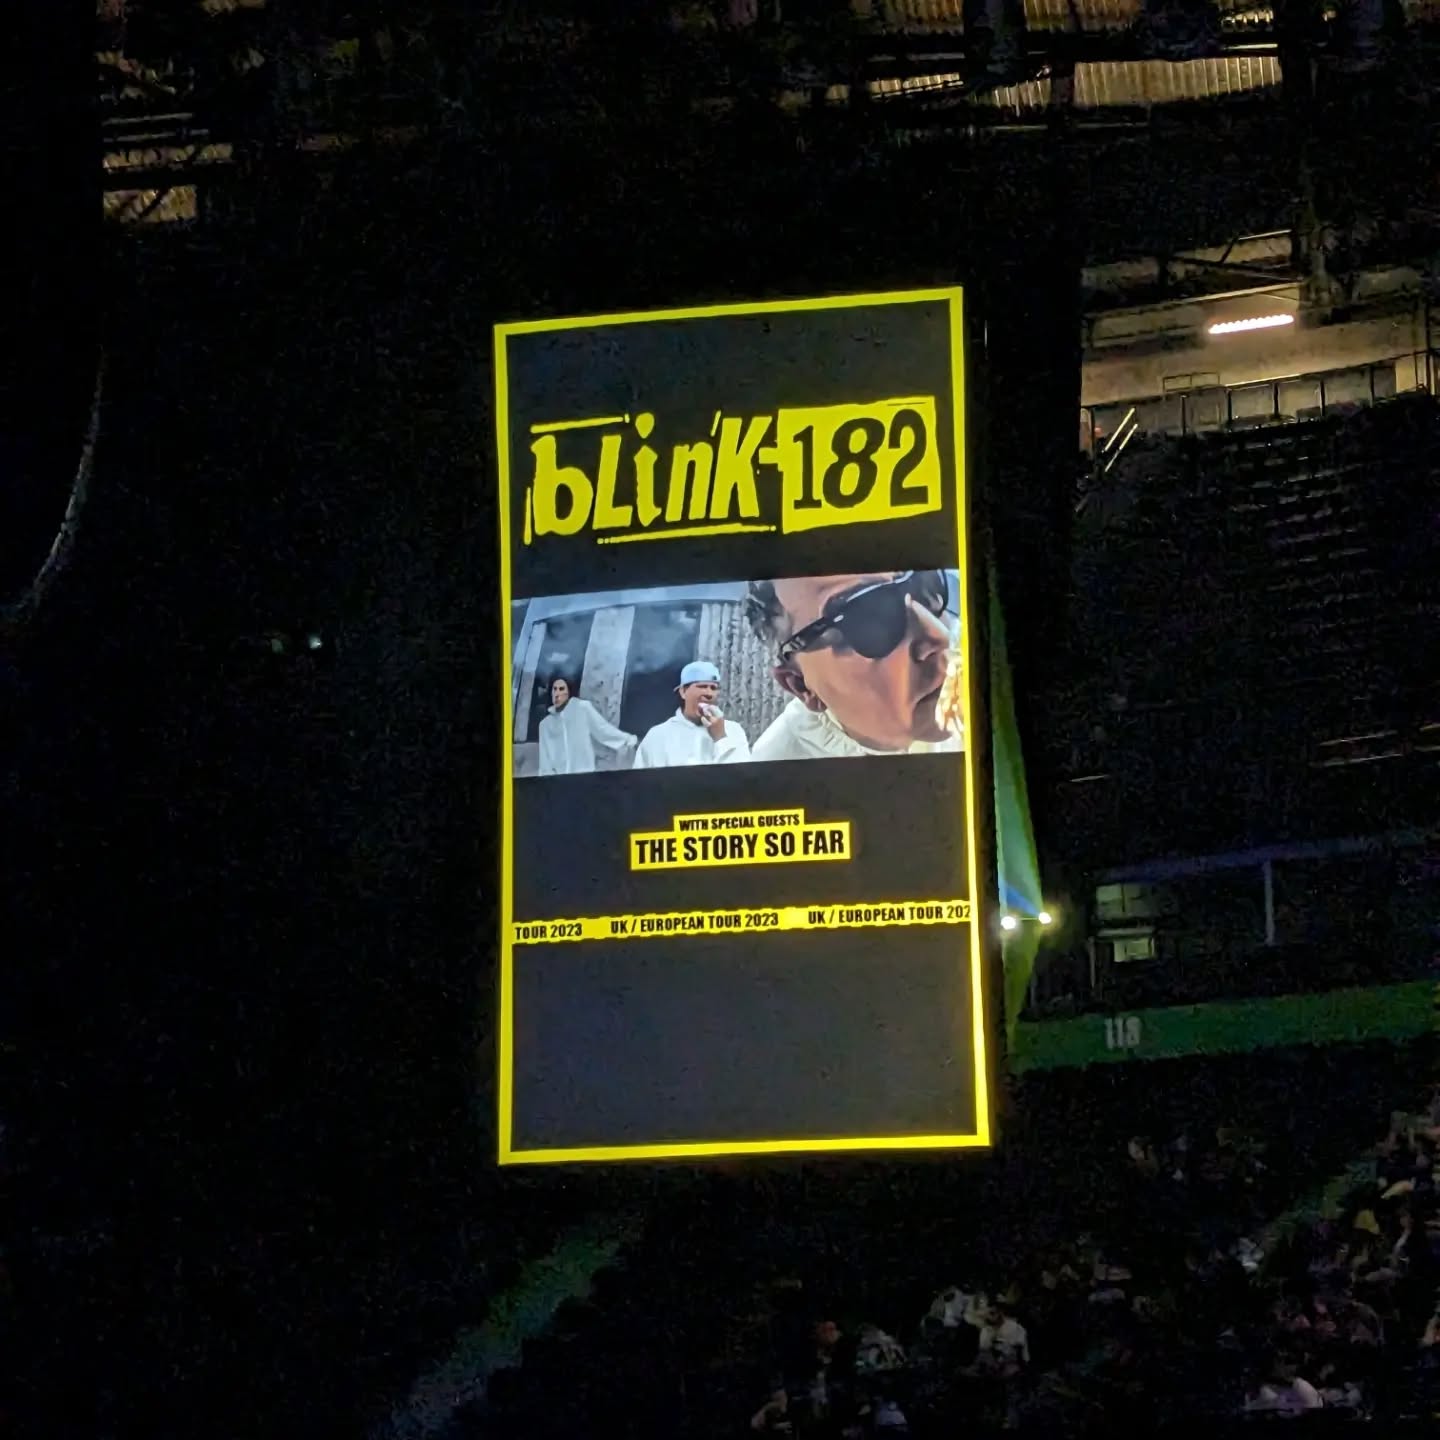 bLinK-182
WITH SPECIAL GUESTS
THE STORY SO FAR
TOUR 2023 UK / EUROPEAN TOUR 2023 UK / EUROPEAN TOUR 202
118